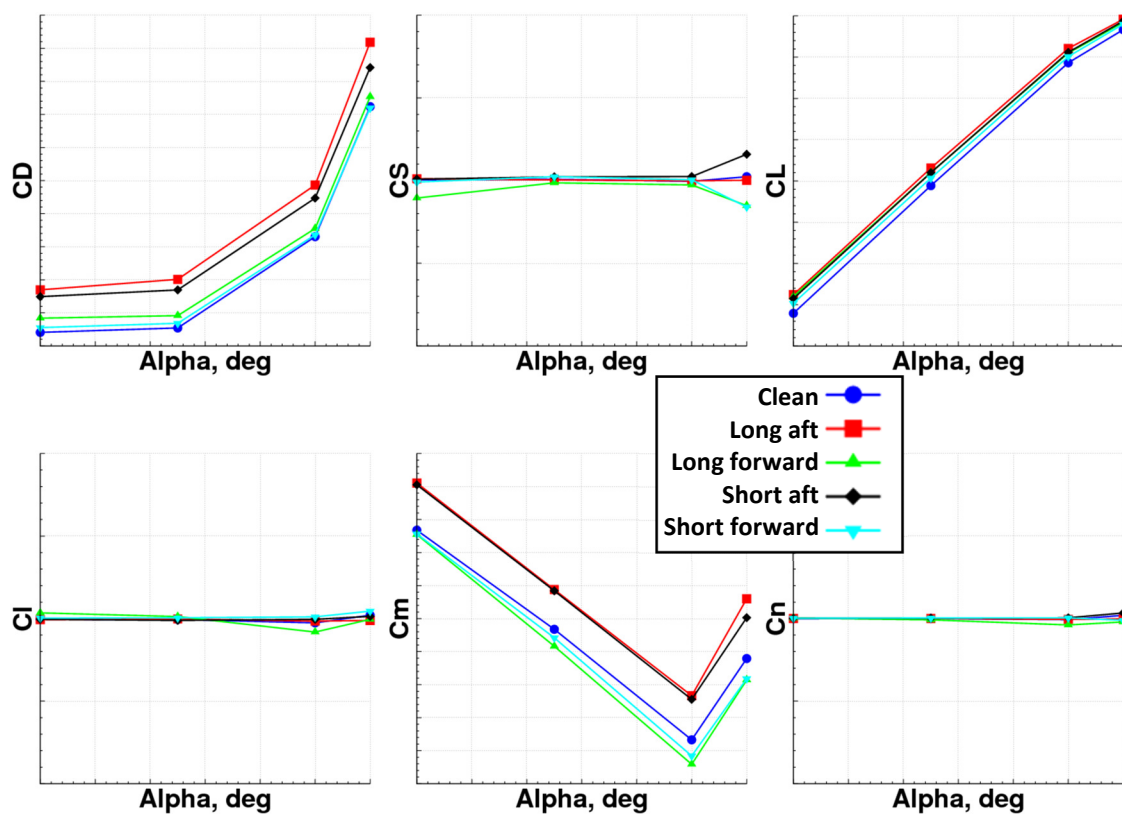 CD
Alpha, deg
CS
Alpha, deg
CL
Alpha, deg
Clean
Long aft
Long forward
Short aft
Short forward
Cl
Alpha, deg
Cm
Alpha, deg
Cn
Alpha, deg